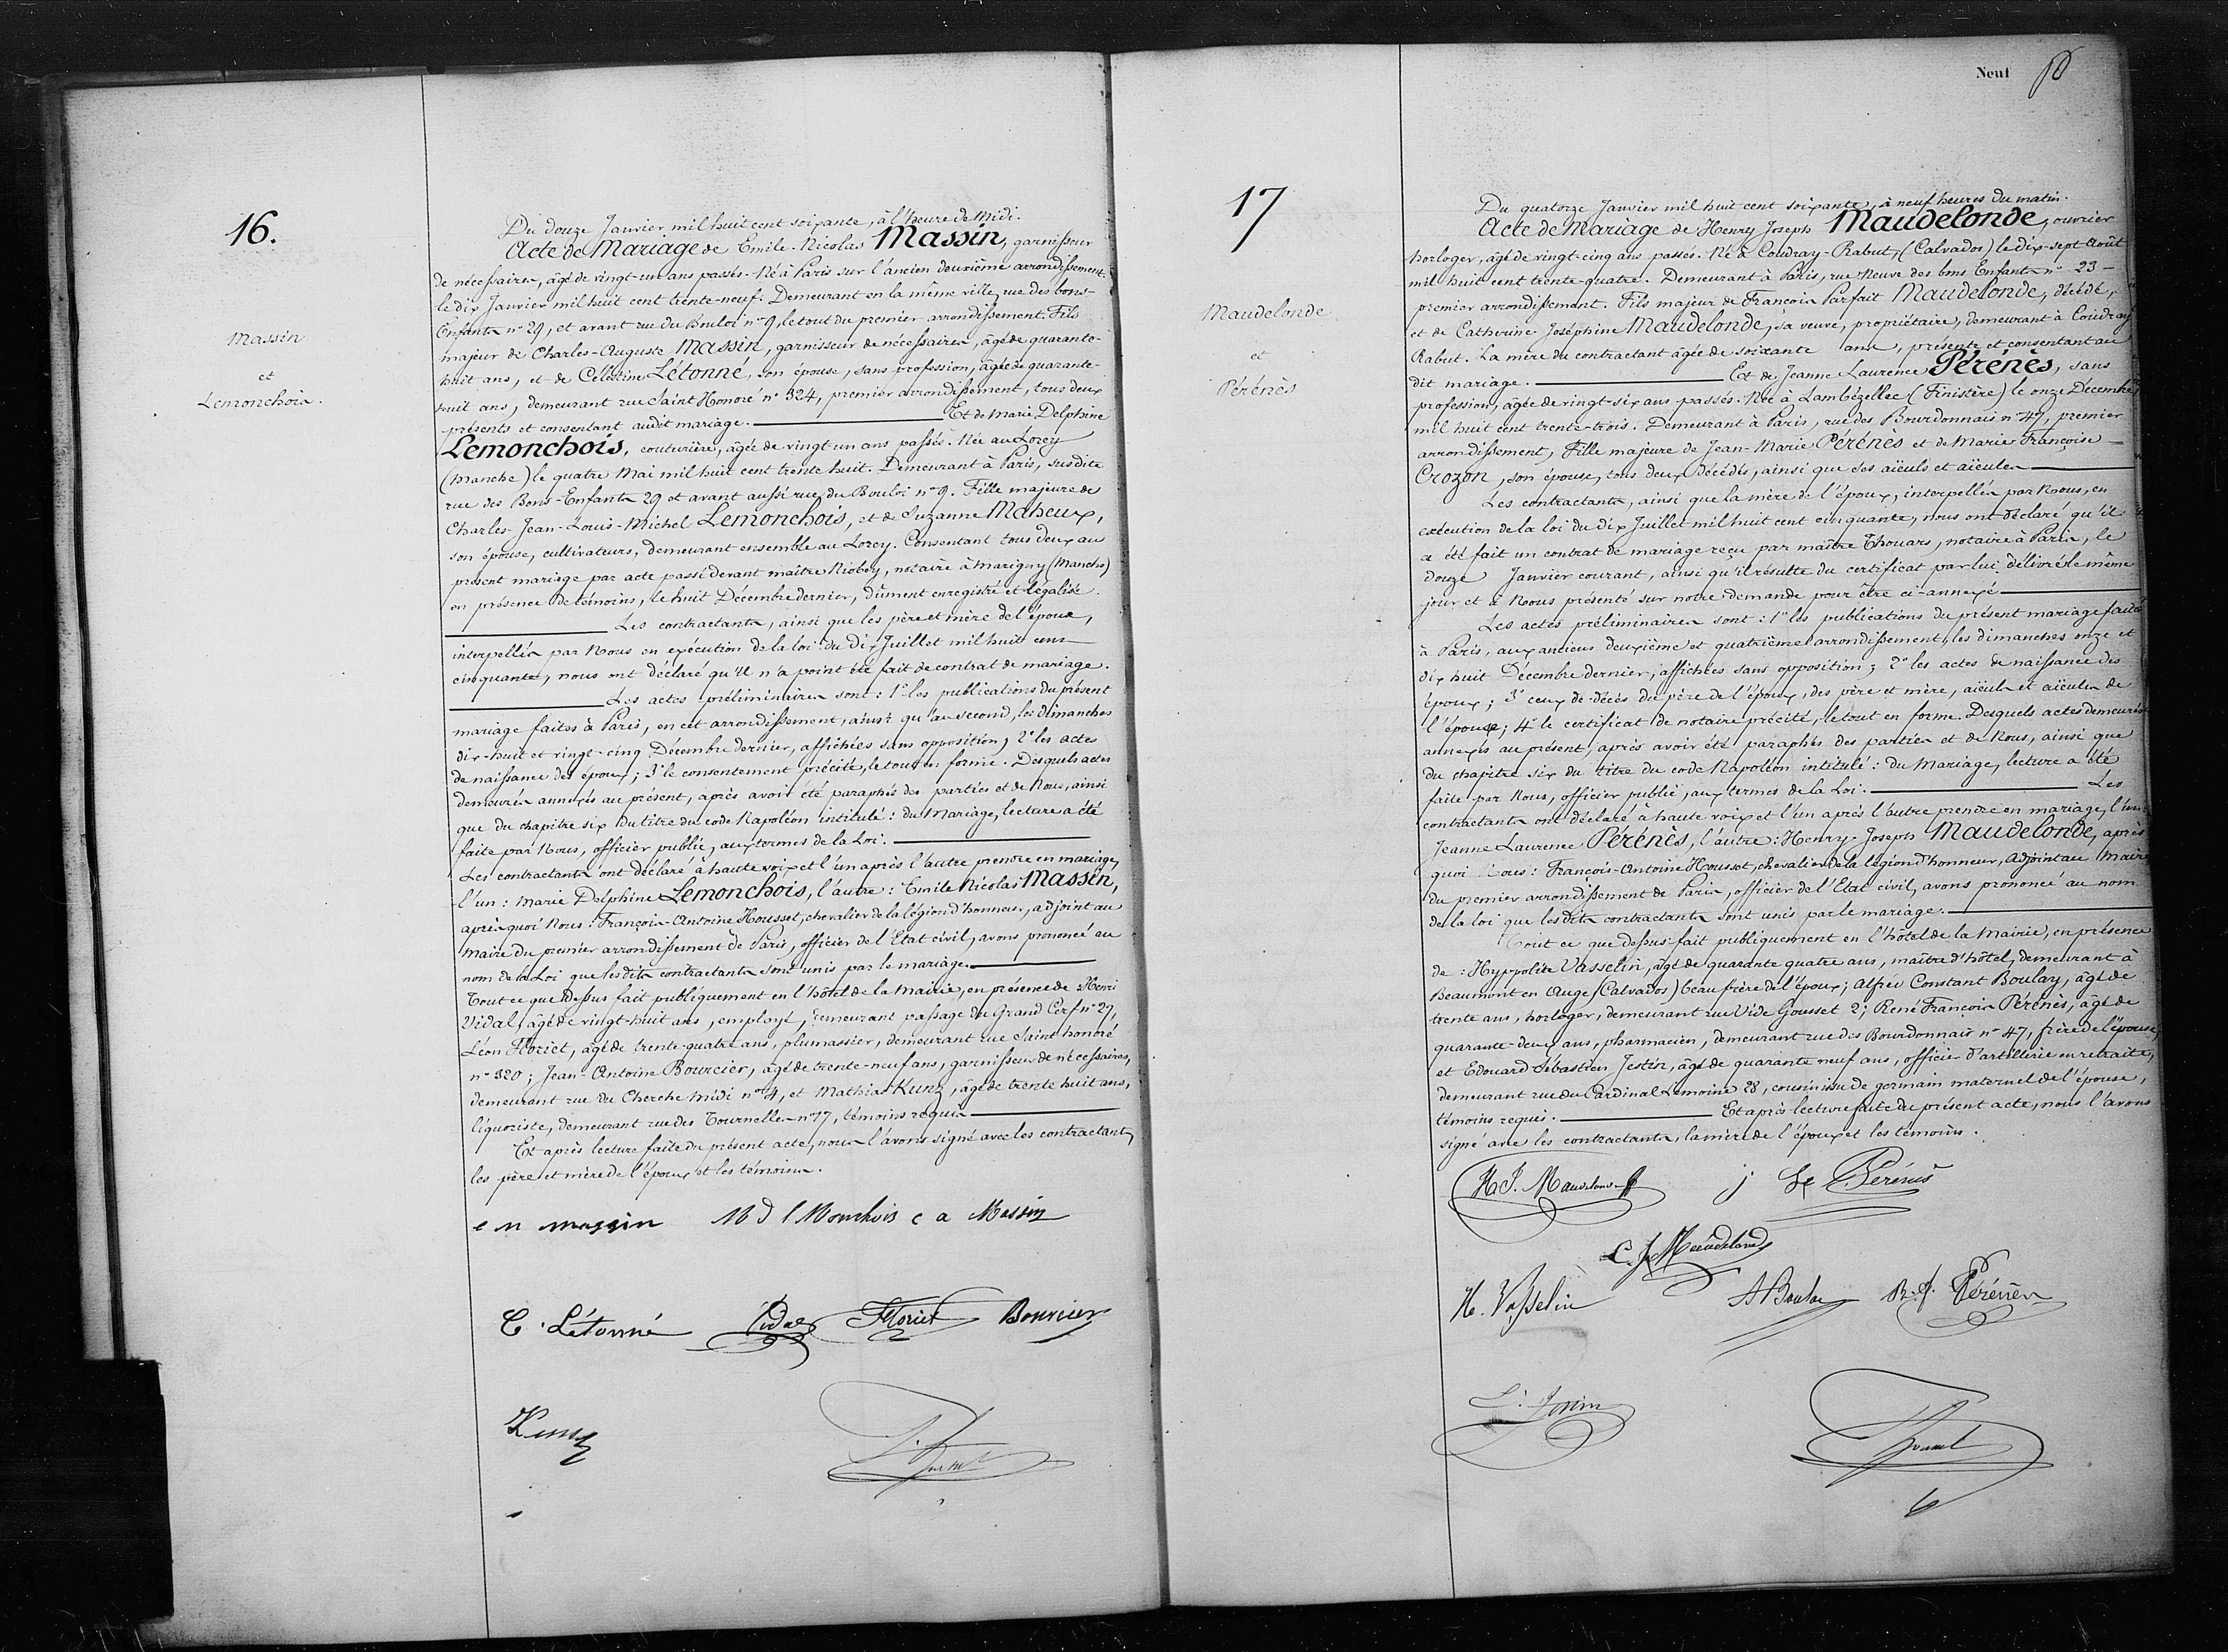 16.
Massin
et
Lemonchois.
Du douze Janvier mil huit cent soixante, à l'heure de Midi.
Acte de Mariage de Emile-Nicolas Massin, garnisseur
de nécessaires, âgé de vingt-un ans passés. Né à Paris sur l'ancien deuxième arrondissement.
le dix Janvier mil huit cent trente-neuf. Demeurant en la même ville, rue des bons-
Enfants n° 29, et avant rue du Bouloi n° 9, le tout du premier arrondissement. Fils
majeur de Charles-Auguste Massin, garnisseur de nécessaires, âgé de quarante-
huit ans, et de Celestine Létonné, son épouse, sans profession, âgée de quarante-
huit ans, demeurant rue Saint Honoré n° 324, premier arrondissement, tous deux
présents et consentant audit mariage. Et de Marie Delphine
Lemonchois, couturière, âgée de vingt-un ans passés. Née au Lorey
(Manche) le quatre Mai mil huit cent trente huit. Demeurant à Paris, susdite
rue des Bons-Enfants 29 et avant aussi rue du Bouloi n° 9. Fille majeure de
Charles-Jean-Louis-Michel Lemonchois, et de Suzanne Maheux,
son épouse, cultivateurs, demeurant ensemble au Lorey. Consentant tous deux au
présent mariage par acte passé devant maître Riobey, notaire à Marigny (Manche)
en présence de témoins, le huit Décembre dernier, dûment enregistré et légalisé.
Les contractants, ainsi que les père et mère de l'époux,
interpellés par Nous en exécution de la loi du Dix Juillet mil huit cent
cinquante, nous ont déclaré qu'il n'a point été fait de contrat de mariage.
Les actes préliminaires sont: 1° les publications du présent
mariage faites à Paris, en cet arrondissement, ainsi qu'au second, les dimanches
dix-huit et vingt-cinq Décembre dernier, affichées sans opposition; 2° les actes
de naissance des époux; 3° le consentement précité, le tout en forme. Desquels actes
demeurés annexés au présent, après avoir été paraphés des parties et de Nous, ainsi
que du chapitre six du titre du code Napoléon intitulé: du Mariage, lecture a été
faite par Nous, officier public, aux termes de la Loi.
Les contractants ont déclaré à haute voix et l'un après l'autre prendre en mariage,
l'un: Marie Delphine Lemonchois, l'autre: Emile Nicolas Massin,
après quoi Nous: François-Antoine Housset, chevalier de la légion d'honneur, adjoint au
Maire du premier arrondissement de Paris, officier de l'Etat civil, avons prononcé au
nom de la Loi que lesdits contractants sont unis par le mariage.
Tout ce que dessus fait publiquement en l'hôtel de la Mairie, en présence de Henri
Vidal, âgé de vingt-huit ans, employé, demeurant passage du Grand Cerf n° 27,
Léon Floriet, âgé de trente-quatre ans, plumassier, demeurant rue Saint honoré
n° 320; Jean-Antoine Bourcier, âgé de trente-neuf ans, garnisseur de nécessaires,
demeurant rue du Cherche Midi n° 4, et Mathias Kunz, âgé de trente huit ans,
liquoriste, demeurant rue des Tournelles n° 77, témoins requis
Et après lecture faite du présent acte, nous l'avons signé avec les contractants,
les père et mère de l'époux et les témoins.
e n massin M D l Monchois c a Massin
C. Létonné Vidal Floriet Bourcier
Kunz
Neuf
17
Maudelonde
et
Pérénès
Du quatorze Janvier mil huit cent soixante, à neuf heures du matin.
Acte de Mariage de Henry Joseph Maudelonde, ouvrier
horloger, âgé de vingt-cinq ans passés. Né à Coudray-Rabut, (Calvados) le dix-sept Août
mil huit cent trente-quatre. Demeurant à Paris, rue Neuve des bons Enfants n° 23 -
premier arrondissement. Fils majeur de François Parfait Maudelonde, décédé,
et de Catherine Joséphine Maudelonde, sa veuve, propriétaire, demeurant à Coudray
Rabut. La mère du contractant âgée de soixante ans, présente et consentant au
dit mariage. Et de Jeanne Laurence Pérénès, sans
profession, âgée de vingt-six ans passés. Née à Lambézellec (Finistère) le onze Décembre
mil huit cent trente-trois. Demeurant à Paris, rue des Bourdonnais n° 47, premier
arrondissement, Fille majeure de Jean-Marie Pérénès et de Marie Françoise
Crozon, son épouse, tous deux décédés, ainsi que ses aïeuls et aïeules
Les contractants, ainsi que la mère de l'époux, interpellés par Nous, en
exécution de la loi du dix Juillet mil huit cent cinquante, nous ont déclaré qu'il
a été fait un contrat de mariage reçu par maître Thouars, notaire à Paris, le
douze Janvier courant, ainsi qu'il résulte du certificat par lui délivré le même
jour et à Nous présenté sur notre demande pour être ci-annexé
Les actes préliminaires sont: 1° les publications du présent mariage faites
à Paris, aux anciens deuxième et quatrième arrondissement, les dimanches onze et
dix huit Décembre dernier, affichées sans opposition; 2° les actes de naissance des
époux; 3° ceux de décès du père de l'époux, des père et mère, aïeuls et aïeules de
l'épouse; 4° le certificat de notaire précité, le tout en forme. Desquels actes demeurés
annexés au présent, après avoir été paraphés des parties et de Nous, ainsi que
du chapitre six du titre du code Napoléon intitulé: du Mariage, lecture a été
faite par Nous, officier public, aux termes de la Loi. Les
contractants ont déclaré à haute voix et l'un après l'autre prendre en mariage, l'un:
Jeanne Laurence Pérénès, l'autre: Henry-Joseph Maudelonde, après
quoi Nous: François-Antoine Housset, chevalier de la légion d'honneur, Adjoint au Maire
du premier arrondissement de Paris, officier de l'Etat civil, avons prononcé au nom
de la loi que lesdits contractants sont unis par le mariage.
Tout ce que dessus fait publiquement en l'hôtel de la Mairie, en présence
de: Hyppolite Vasselin, âgé de quarante quatre ans, maître d'hôtel, demeurant à
Beaumont en Auge (Calvados) beau frère de l'époux; Alfred Constant Boulay, âgé de
trente ans, horloger, demeurant rue Vide Gousset 2; René François Pérénès, âgé de
quarante-deux ans, pharmacien, demeurant rue des Bourdonnais n° 47, frère de l'épouse,
et Edouard Sébastien Jestin, âgé de quarante neuf ans, officier d'artillerie en retraite,
demeurant rue du Cardinal Lemoine 28, cousin issu de germain maternel de l'épouse,
témoins requis. Et après lecture faite du présent acte, nous l'avons
signé avec les contractants, la mère de l'époux et les témoins.
H. J. Maudelonde j Pérénès
C. J. Maudelonde
H. Vasselin A Boulay R. f. Pérénès
E. Jestin